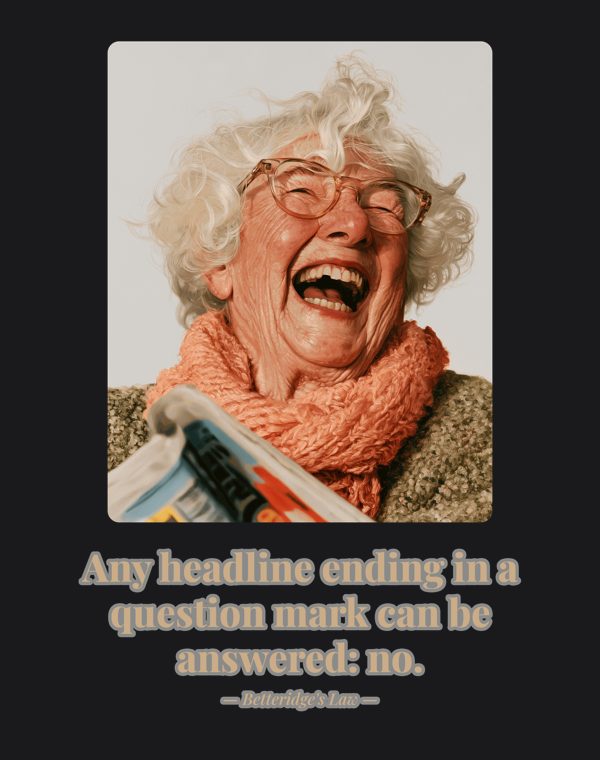 Any headline ending in a
question mark can be
answered: no.
— Betteridge's Law —